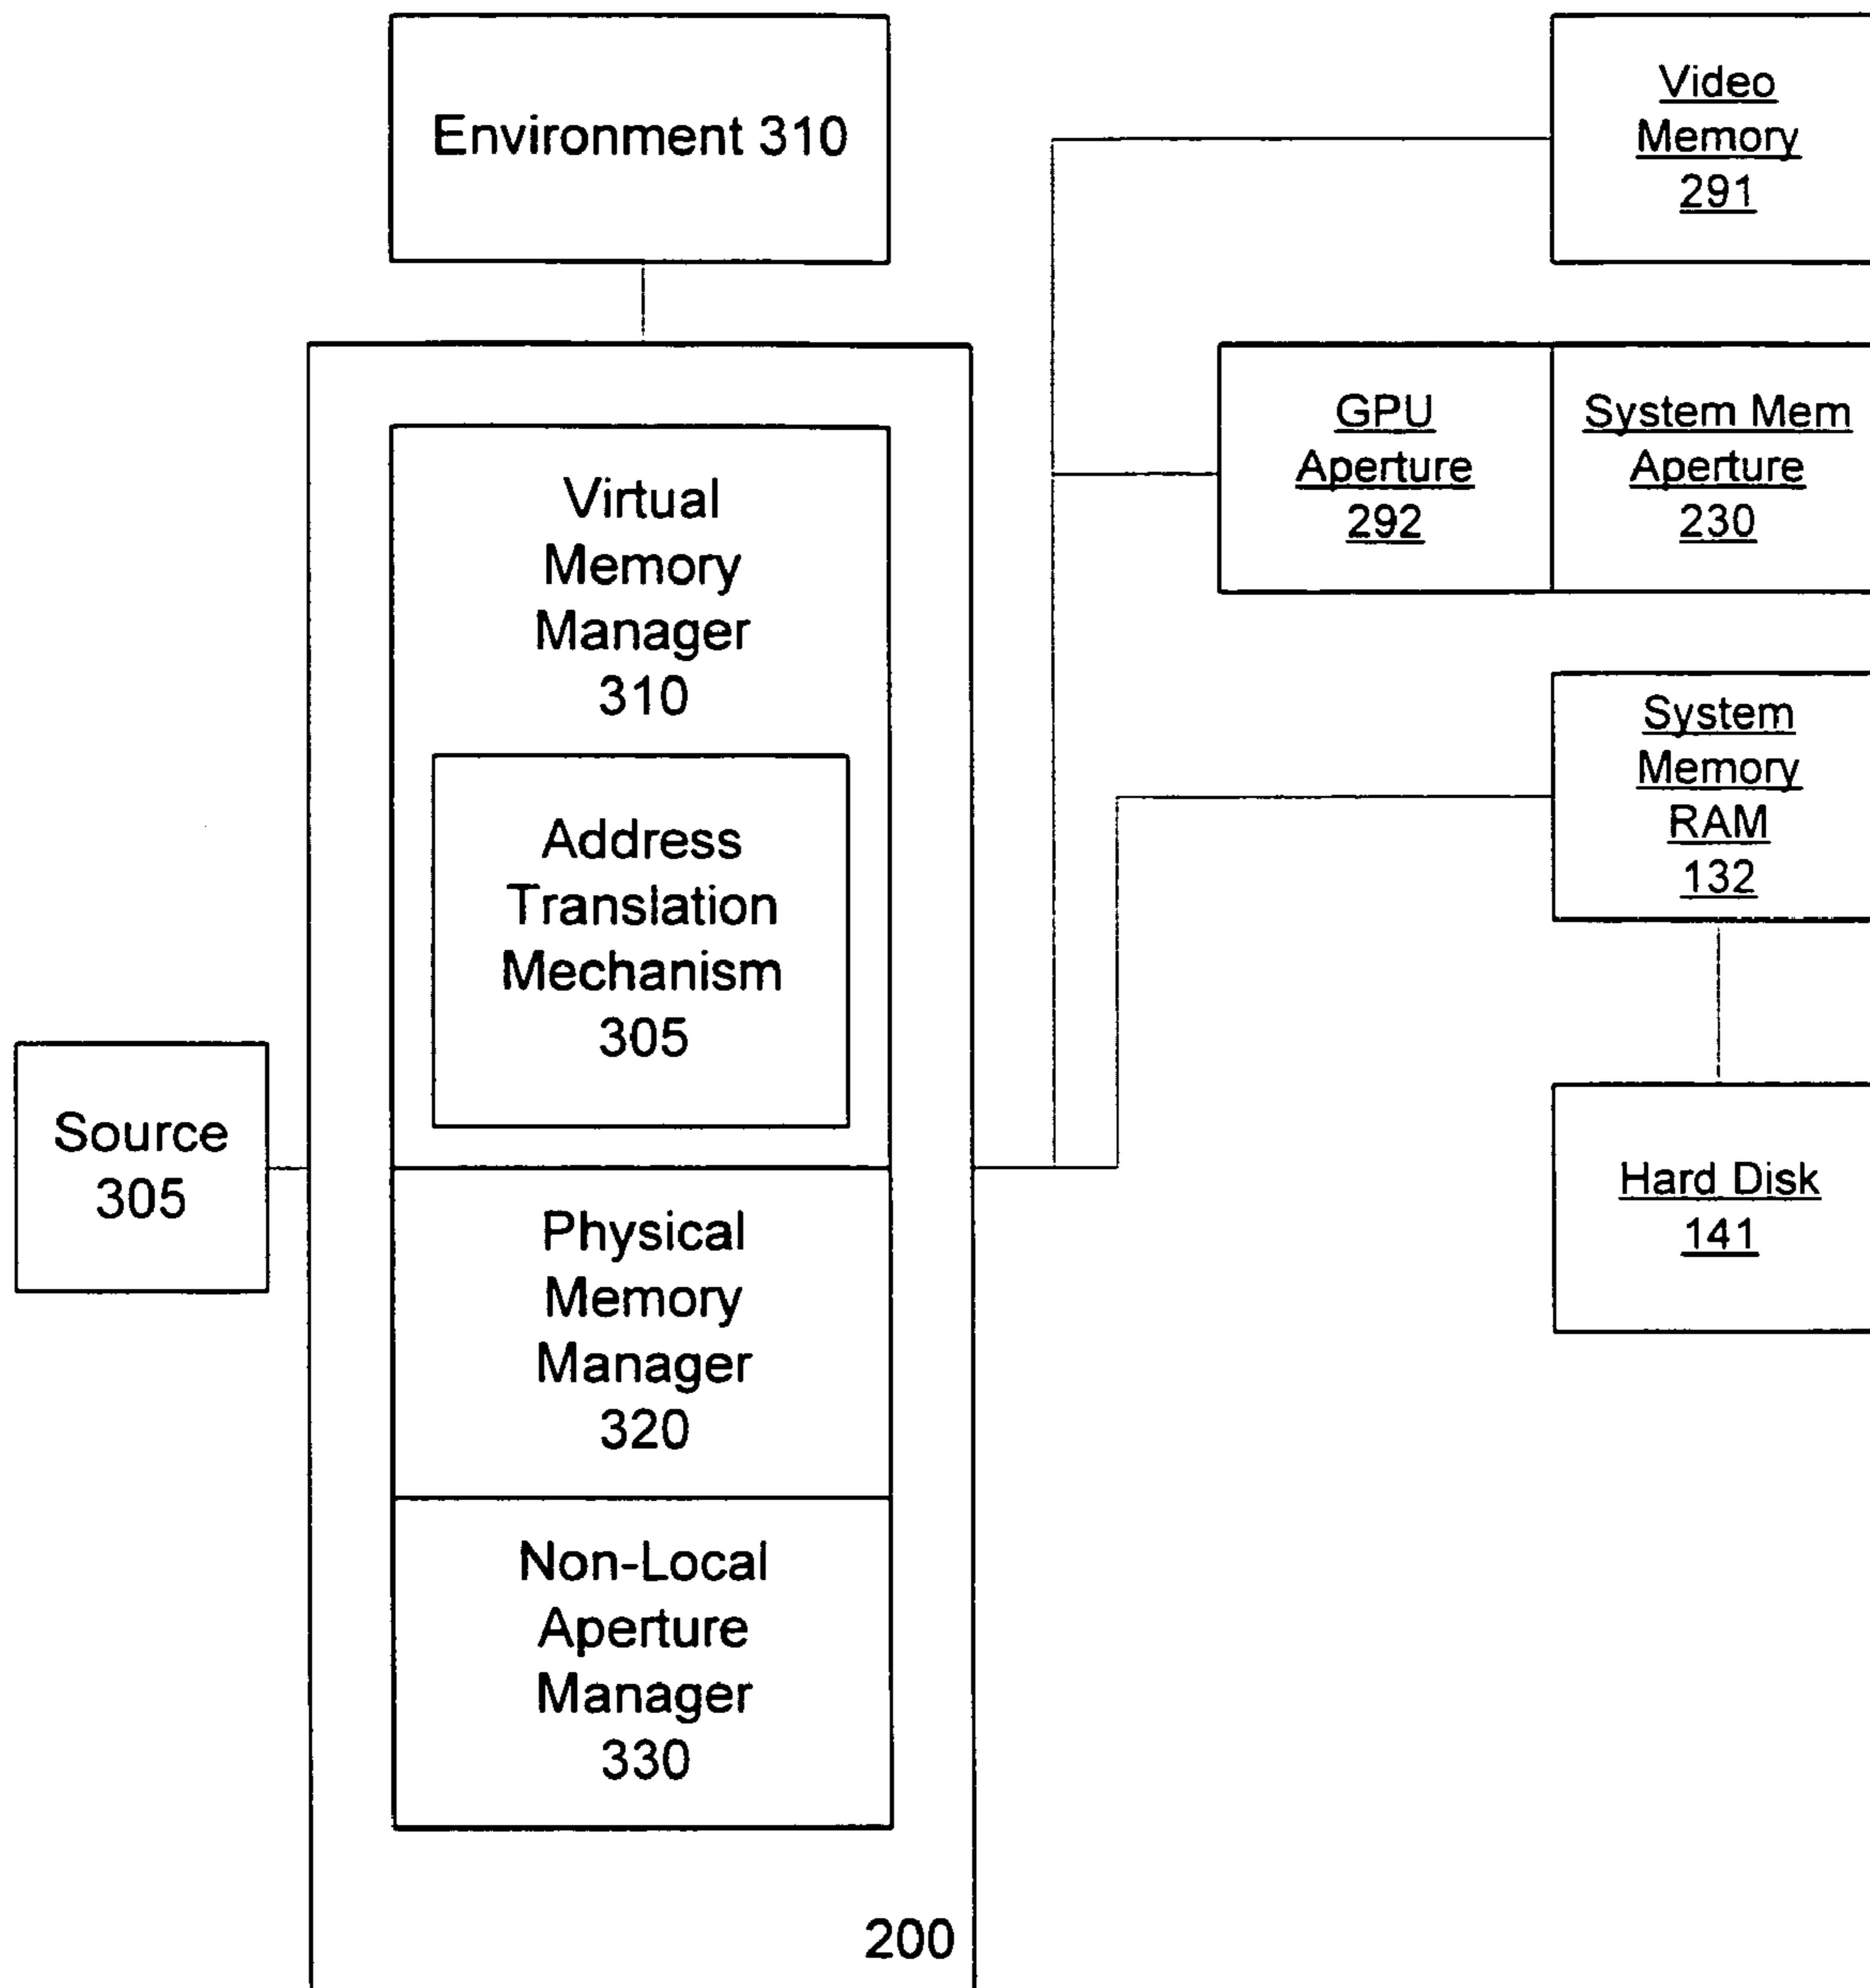 Environment 310
Video
Memory
291
GPU
Aperture
292
System Mem
Aperture
230
Virtual
Memory
Manager
310
System
Memory
RAM
132
Address
Translation
Mechanism
305
Source
305
Hard Disk
141
Physical
Memory
Manager
320
Non-Local
Aperture
Manager
330
200